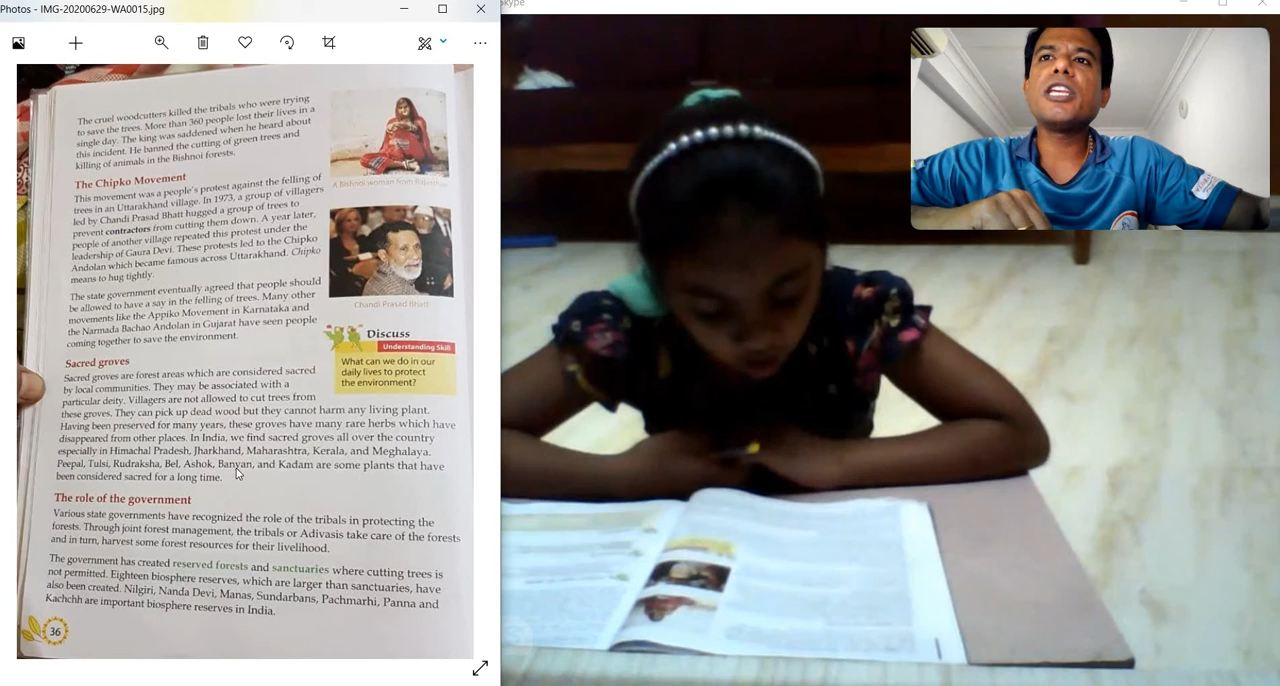 Photos - IMG-20200629-WA0015.jpg
Skype
The cruel woodcutters killed the tribals who were trying
to save the trees. More than 360 people lost their lives in a
single day. The king was saddened when he heard about
this incident. He banned the cutting of green trees and
killing of animals in the Bishnoi forests.
A Bishnoi woman from Rajasthan
The Chipko Movement
This movement was a people's protest against the felling of
trees in an Uttarakhand village. In 1973, a group of villagers
led by Chandi Prasad Bhatt hugged a group of trees to
prevent contractors from cutting them down. A year later,
people of another village repeated this protest under the
leadership of Gaura Devi. These protests led to the Chipko
Andolan which became famous across Uttarakhand. Chipko
means to hug tightly.
Chandi Prasad Bhatt
The state government eventually agreed that people should
be allowed to have a say in the felling of trees. Many other
movements like the Appiko Movement in Karnataka and
the Narmada Bachao Andolan in Gujarat have seen people
coming together to save the environment.
Discuss
Understanding Skill
What can we do in our
daily lives to protect
the environment?
Sacred groves
Sacred groves are forest areas which are considered sacred
by local communities. They may be associated with a
particular deity. Villagers are not allowed to cut trees from
these groves. They can pick up dead wood but they cannot harm any living plant.
Having been preserved for many years, these groves have many rare herbs which have
disappeared from other places. In India, we find sacred groves all over the country
especially in Himachal Pradesh, Jharkhand, Maharashtra, Kerala, and Meghalaya.
Peepal, Tulsi, Rudraksha, Bel, Ashok, Banyan, and Kadam are some plants that have
been considered sacred for a long time.
The role of the government
Various state governments have recognized the role of the tribals in protecting the
forests. Through joint forest management, the tribals or Adivasis take care of the forests
and in turn, harvest some forest resources for their livelihood.
The government has created reserved forests and sanctuaries where cutting trees is
not permitted. Eighteen biosphere reserves, which are larger than sanctuaries, have
also been created. Nilgiri, Nanda Devi, Manas, Sundarbans, Pachmarhi, Panna and
Kachchh are important biosphere reserves in India.
36